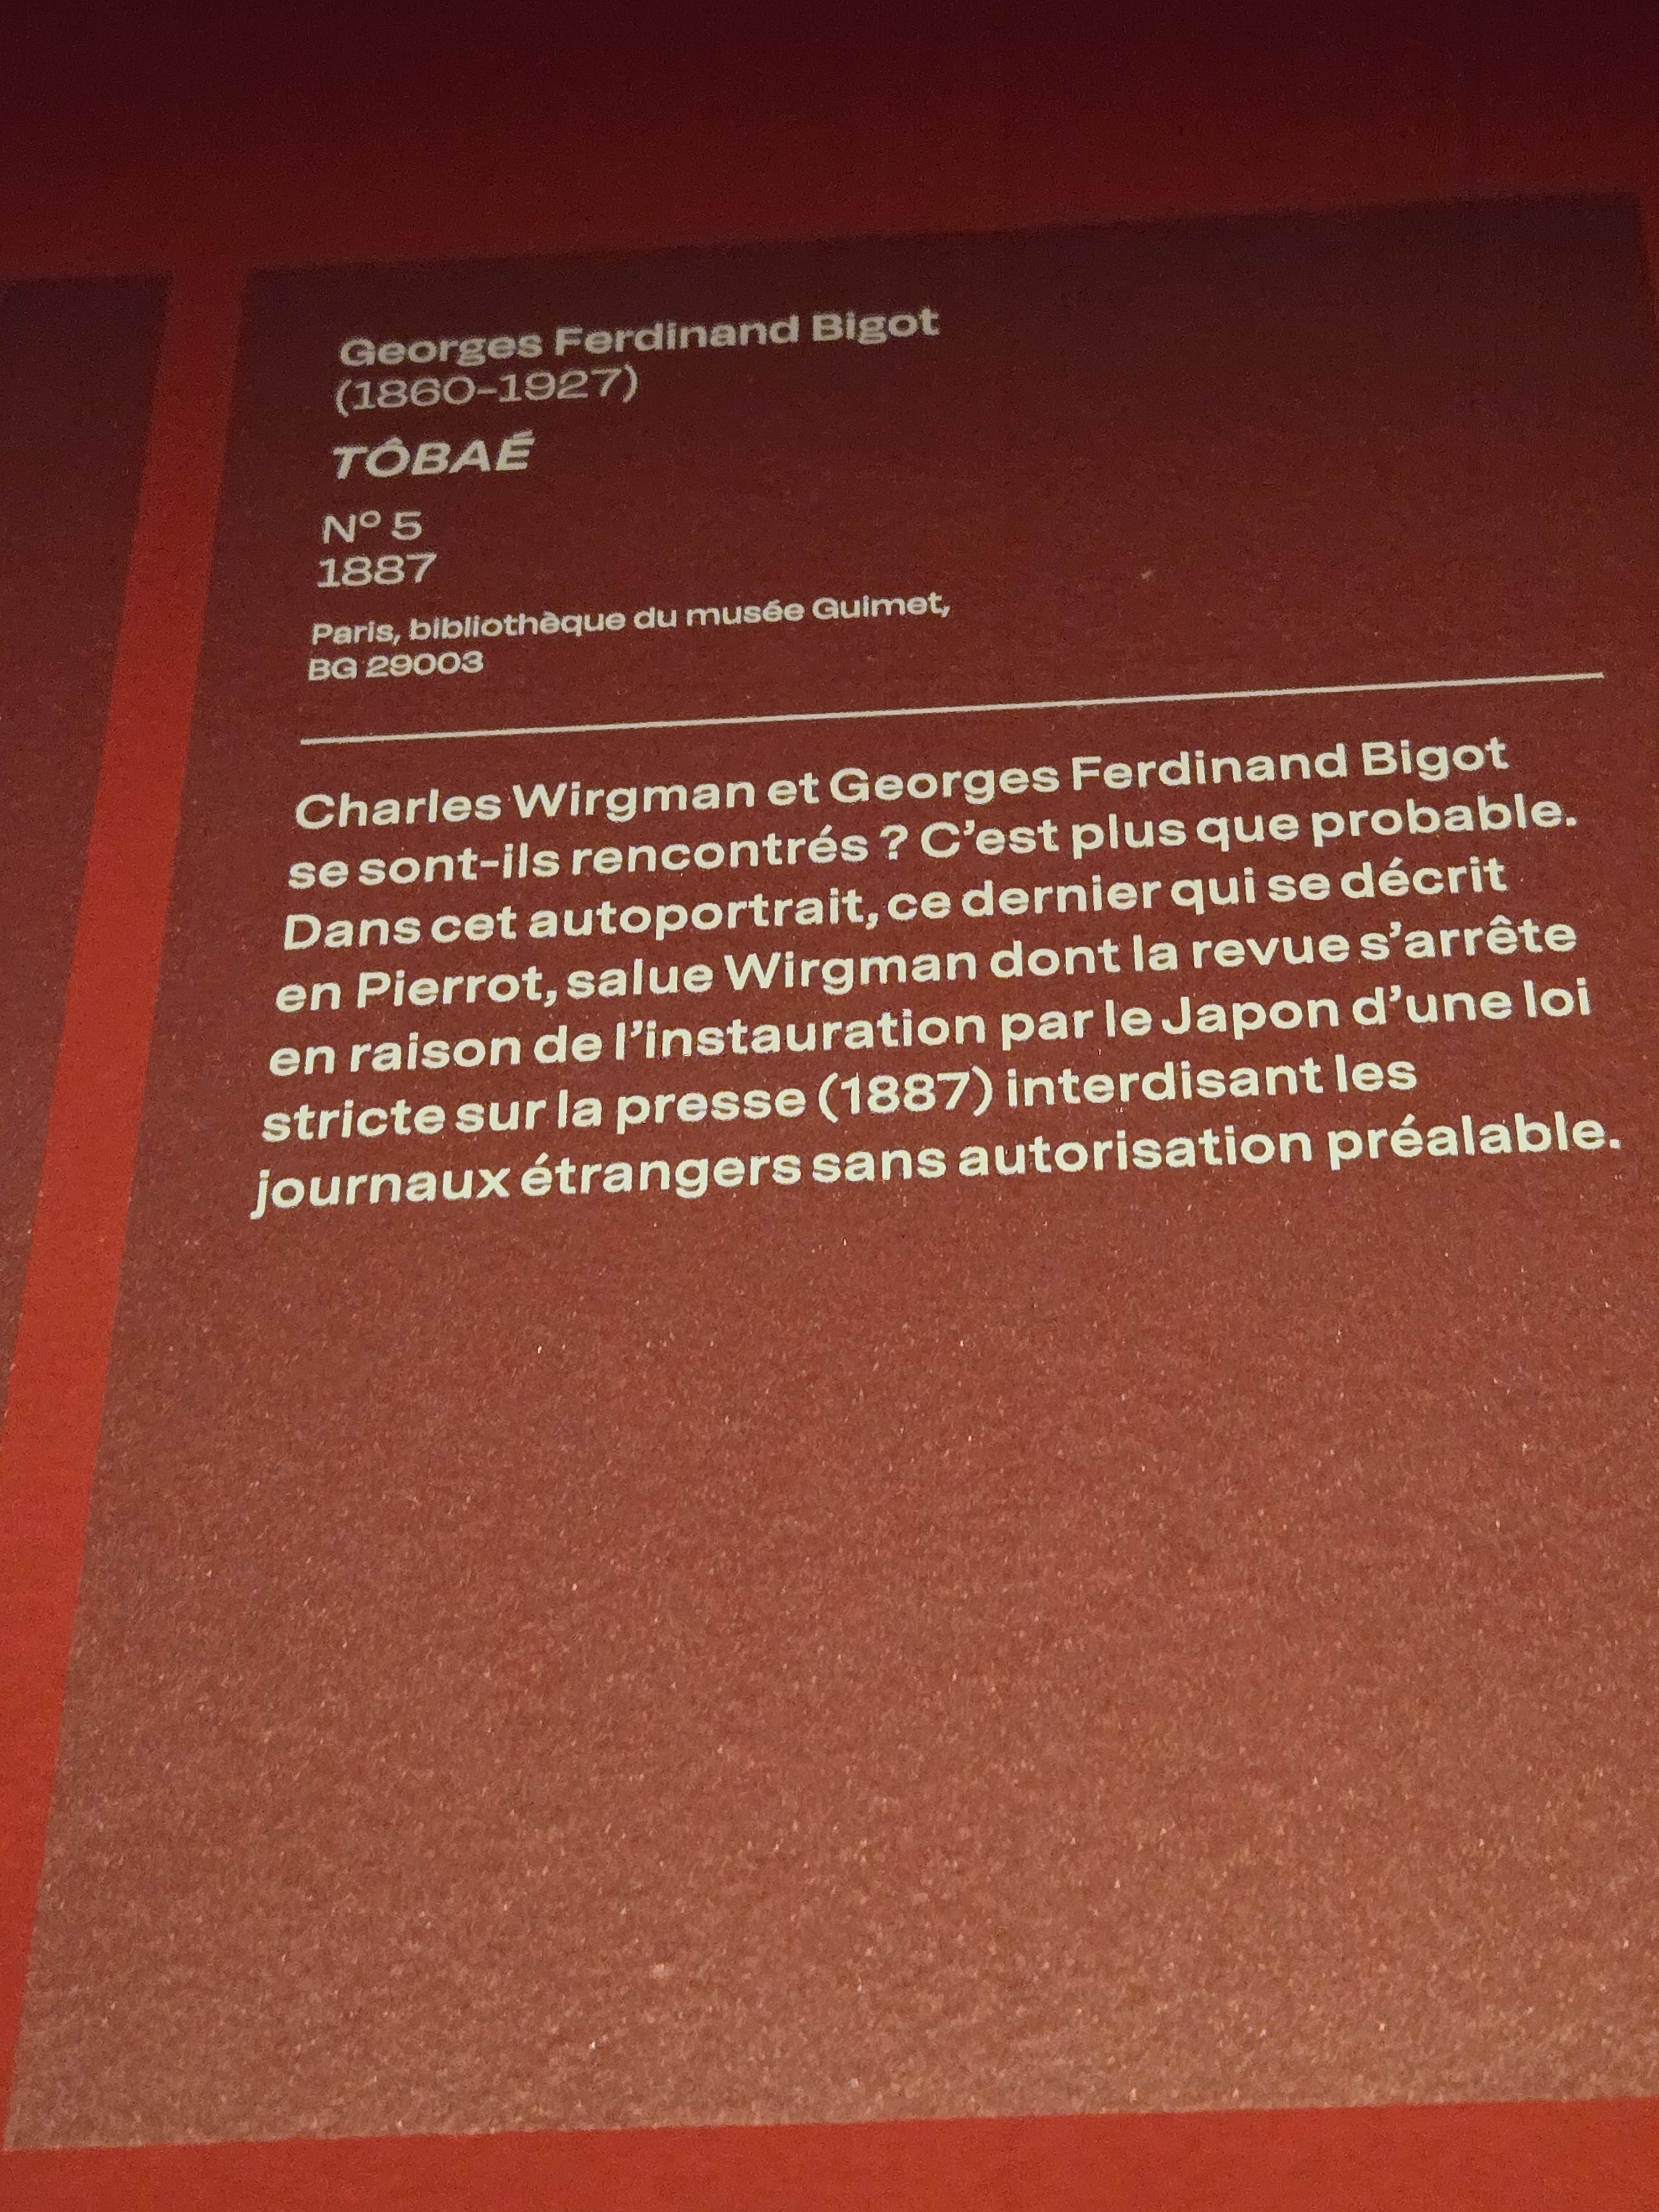 Georges Ferdinand Bigot
(1860-1927)
TÔBAÉ
Nº 5
1887
Paris, bibliothèque du musée Guimet,
BG 29003
Charles Wirgman et Georges Ferdinand Bigot
se sont-ils rencontrés ? C’est plus que probable.
Dans cet autoportrait, ce dernier qui se décrit
en Pierrot, salue Wirgman dont la revue s’arrête
en raison de l’instauration par le Japon d’une loi
stricte sur la presse (1887) interdisant les
journaux étrangers sans autorisation préalable.